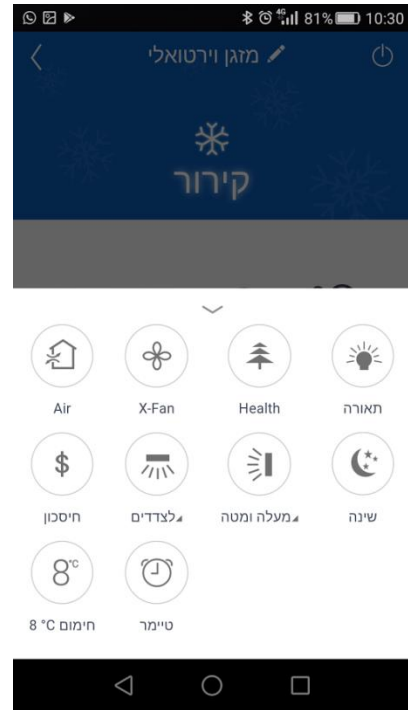 4G 81% 10:30
מזגן וירטואלי
קירור
תאורה
Health
X-Fan
Air
שינה
מעלה ומטה
לצדדים
$
חיסכון
טיימר
8°C
חימום 8 °C